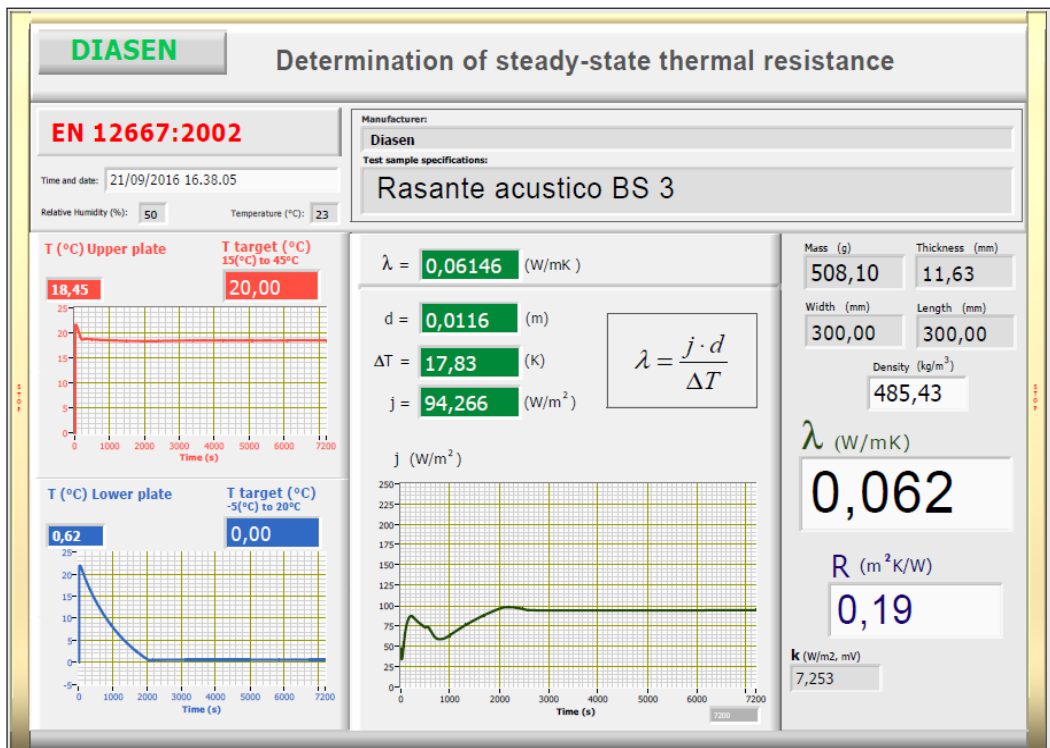 DIASEN
Determination of steady-state thermal resistance
EN 12667:2002
Time and date: 21/09/2016 16.38.05
Relative Humidity (%): 50 Temperature (°C): 23
Manufacturer:
Diasen
Test sample specifications:
Rasante acustico BS 3
STOP
T (°C) Upper plate
T target (°C)
15(°C) to 45°C
18,45
20,00
25
20
15
10
5
0
0 1000 2000 3000 4000 5000 6000 7200
Time (s)
T (°C) Lower plate
T target (°C)
-5(°C) to 20°C
0,62
0,00
25
20
15
10
5
0
-5
0 1000 2000 3000 4000 5000 6000 7200
Time (s)
λ = 0,06146 (W/mK )
d = 0,0116 (m)
ΔT = 17,83 (K)
j = 94,266 (W/m²)
λ = j · d / ΔT
j (W/m²)
250
225
200
175
150
125
100
75
50
25
0
0 1000 2000 3000 4000 5000 6000 7200
Time (s)
7200
Mass (g) Thickness (mm)
508,10 11,63
Width (mm) Length (mm)
300,00 300,00
Density (kg/m³)
485,43
λ (W/mK)
0,062
R (m²K/W)
0,19
k (W/m2, mV)
7,253
STOP